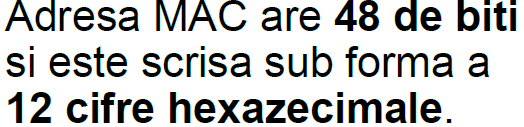 Adresa MAC are 48 de biti
si este scrisa sub forma a
12 cifre hexazecimale.